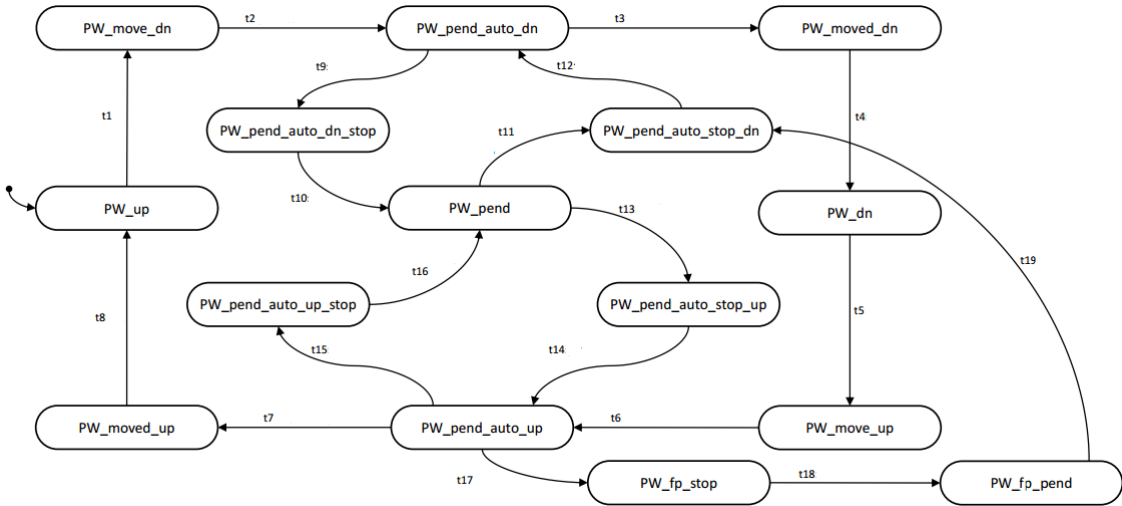 PW_move_dn
t2
PW_pend_auto_dn
t3
PW_moved_dn
t9
t12
t1
PW_pend_auto_dn_stop
t11
PW_pend_auto_stop_dn
t4
t10
PW_up
PW_pend
t13
PW_dn
t16
t19
PW_pend_auto_up_stop
PW_pend_auto_stop_up
t8
t5
t15
t14
PW_moved_up
t7
PW_pend_auto_up
t6
PW_move_up
t17
PW_fp_stop
t18
PW_fp_pend